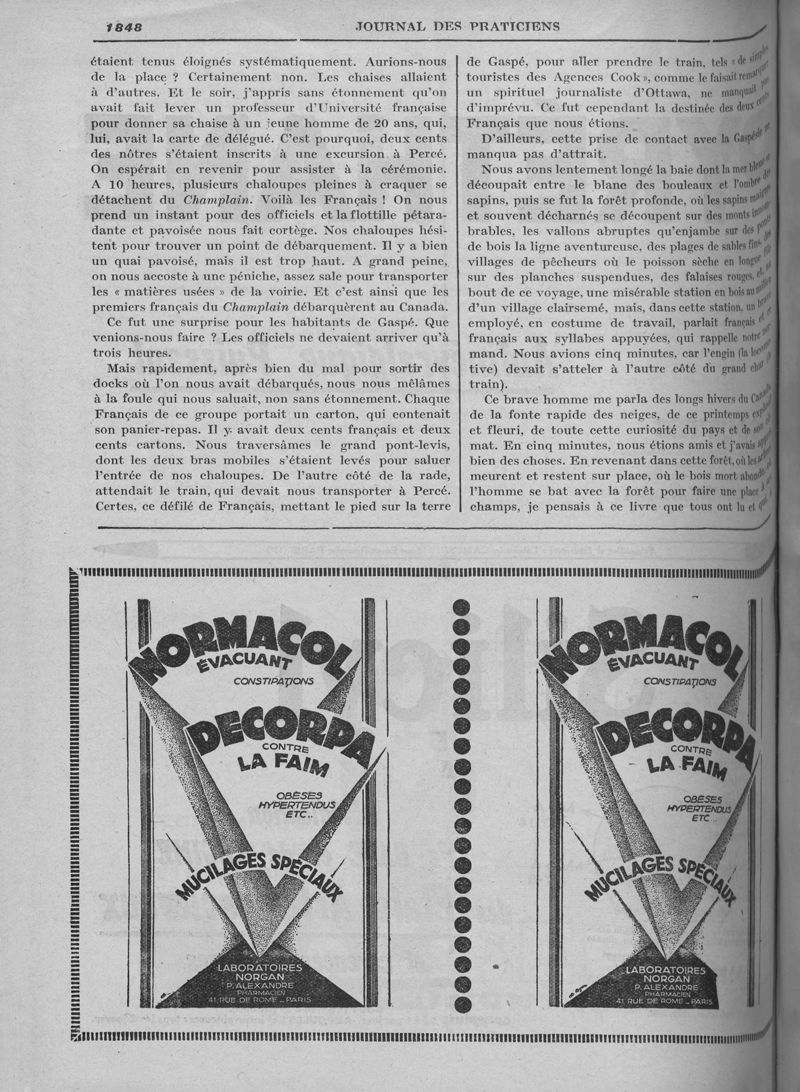 1848
JOURNAL DES PRATICIENS
étaient tenus éloignés systématiquement. Aurions-nous
de la place ? Certainement non. Les chaises allaient
à d'autres. Et le soir, j'appris sans étonnement qu'on
avait fait lever un professeur d'Université française
pour donner sa chaise à un jeune homme de 20 ans, qui,
lui, avait la carte de délégué. C'est pourquoi, deux cents
des nôtres s'étaient inscrits à une excursion à Percé.
On espérait en revenir pour assister à la cérémonie.
A 10 heures, plusieurs chaloupes pleines à craquer se
détachent du Champlain. Voilà les Français ! On nous
prend un instant pour des officiels et la flottille pétara-
dante et pavoisée nous fait cortège. Nos chaloupes hési-
tent pour trouver un point de débarquement. Il y a bien
un quai pavoisé, mais il est trop haut. A grand peine,
on nous accoste à une péniche, assez sale pour transporter
les « matières usées » de la voirie. Et c'est ainsi que les
premiers français du Champlain débarquèrent au Canada.
Ce fut une surprise pour les habitants de Gaspé. Que
venions-nous faire ? Les officiels ne devaient arriver qu'à
trois heures.
Mais rapidement, après bien du mal pour sortir des
docks où l'on nous avait débarqués, nous nous mêlâmes
à la foule qui nous saluait, non sans étonnement. Chaque
Français de ce groupe portait un carton, qui contenait
son panier-repas. Il y avait deux cents français et deux
cents cartons. Nous traversâmes le grand pont-levis,
dont les deux bras mobiles s'étaient levés pour saluer
l'entrée de nos chaloupes. De l'autre côté de la rade,
attendait le train, qui devait nous transporter à Percé.
Certes, ce défilé de Français, mettant le pied sur la terre
de Gaspé, pour aller prendre le train, tels « de simples
touristes des Agences Cook », comme le faisait remarquer
un spirituel journaliste d'Ottawa, ne manquait pas
d'imprévu. Ce fut cependant la destinée des deux cents
Français que nous étions.
D'ailleurs, cette prise de contact avec la Gaspésie ne
manqua pas d'attrait.
Nous avons lentement longé la baie dont la mer bleue
découpait entre le blanc des bouleaux et l'ombre des
sapins, puis se fut la forêt profonde, où les sapins
et souvent décharnés se découpent sur des monts
brables, les vallons abruptes qu'enjambe sur des
de bois la ligne aventureuse, des plages de sables fins
villages de pêcheurs où le poisson sèche en longue
sur des planches suspendues, des falaises rouges,
bout de ce voyage, une misérable station en bois au
d'un village clairsemé, mais, dans cette station, un brave
employé, en costume de travail, parlait français
français aux syllabes appuyées, qui rappelle notre
mand. Nous avions cinq minutes, car l'engin (la locomo-
tive) devait s'atteler à l'autre côté du grand char
train).
Ce brave homme me parla des longs hivers du
de la fonte rapide des neiges, de ce printemps
et fleuri, de toute cette curiosité du pays et de son
mat. En cinq minutes, nous étions amis et j'avais
bien des choses. En revenant dans cette forêt, où les
meurent et restent sur place, où le bois mort
l'homme se bat avec la forêt pour faire une place
champs, je pensais à ce livre que tous ont lu et
NORMACOL
ÉVACUANT
CONSTIPATIONS
DECORPA
CONTRE
LA FAIM
OBÈSES
HYPERTENDUS
ETC..
MUCILAGES SPÉCIAUX
LABORATOIRES
NORGAN
P. ALEXANDRE
PHARMACIEN
41 RUE DE ROME _ PARIS
NORMACOL
ÉVACUANT
CONSTIPATIONS
DECORPA
CONTRE
LA FAIM
OBÈSES
HYPERTENDUS
ETC...
MUCILAGES SPÉCIAUX
LABORATOIRES
NORGAN
P. ALEXANDRE
PHARMACIEN
41 RUE DE ROME _ PARIS